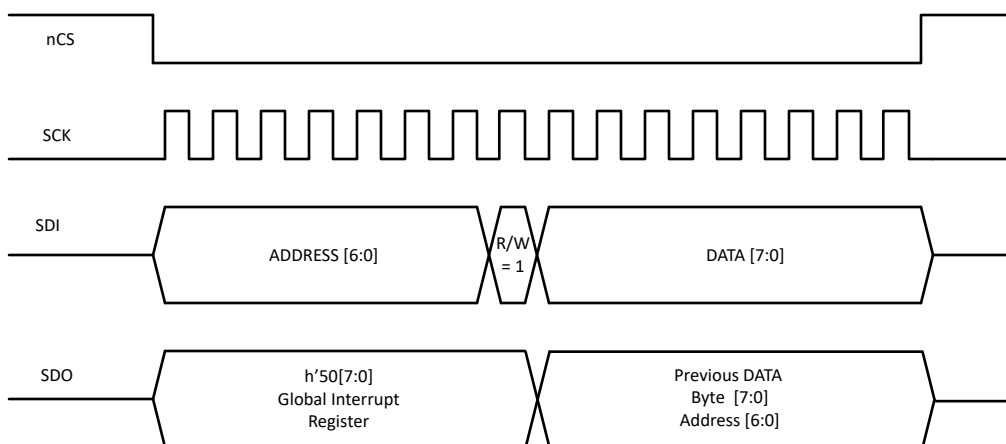 nCS
SCK
SDI
ADDRESS [6:0]
R/W
= 1
DATA [7:0]
SDO
h'50[7:0]
Global Interrupt
Register
Previous DATA
Byte [7:0]
Address [6:0]